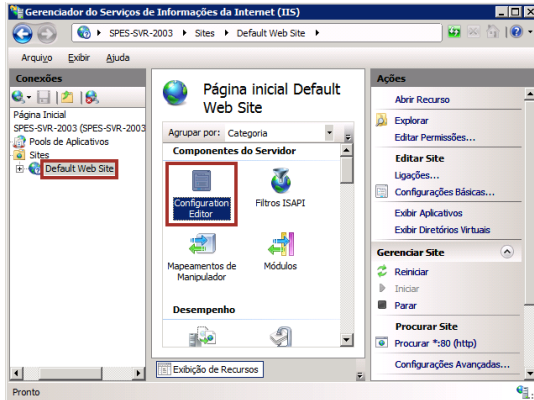 Gerenciador do Serviços de Informações da Internet (IIS)
SPES-SVR-2003 Sites Default Web Site
Arquivo Exibir Ajuda
Conexões
Página Inicial
SPES-SVR-2003 (SPES-SVR-2003
Pools de Aplicativos
Sites
Default Web Site
Página inicial Default
Web Site
Agrupar por: Categoria
Componentes do Servidor
Configuration
Editor
Filtros ISAPI
Mapeamentos de
Manipulador
Módulos
Desempenho
Exibição de Recursos
Ações
Abrir Recurso
Explorar
Editar Permissões...
Editar Site
Ligações...
Configurações Básicas...
Exibir Aplicativos
Exibir Diretórios Virtuais
Gerenciar Site
Reiniciar
Iniciar
Parar
Procurar Site
Procurar *:80 (http)
Configurações Avançadas...
Pronto